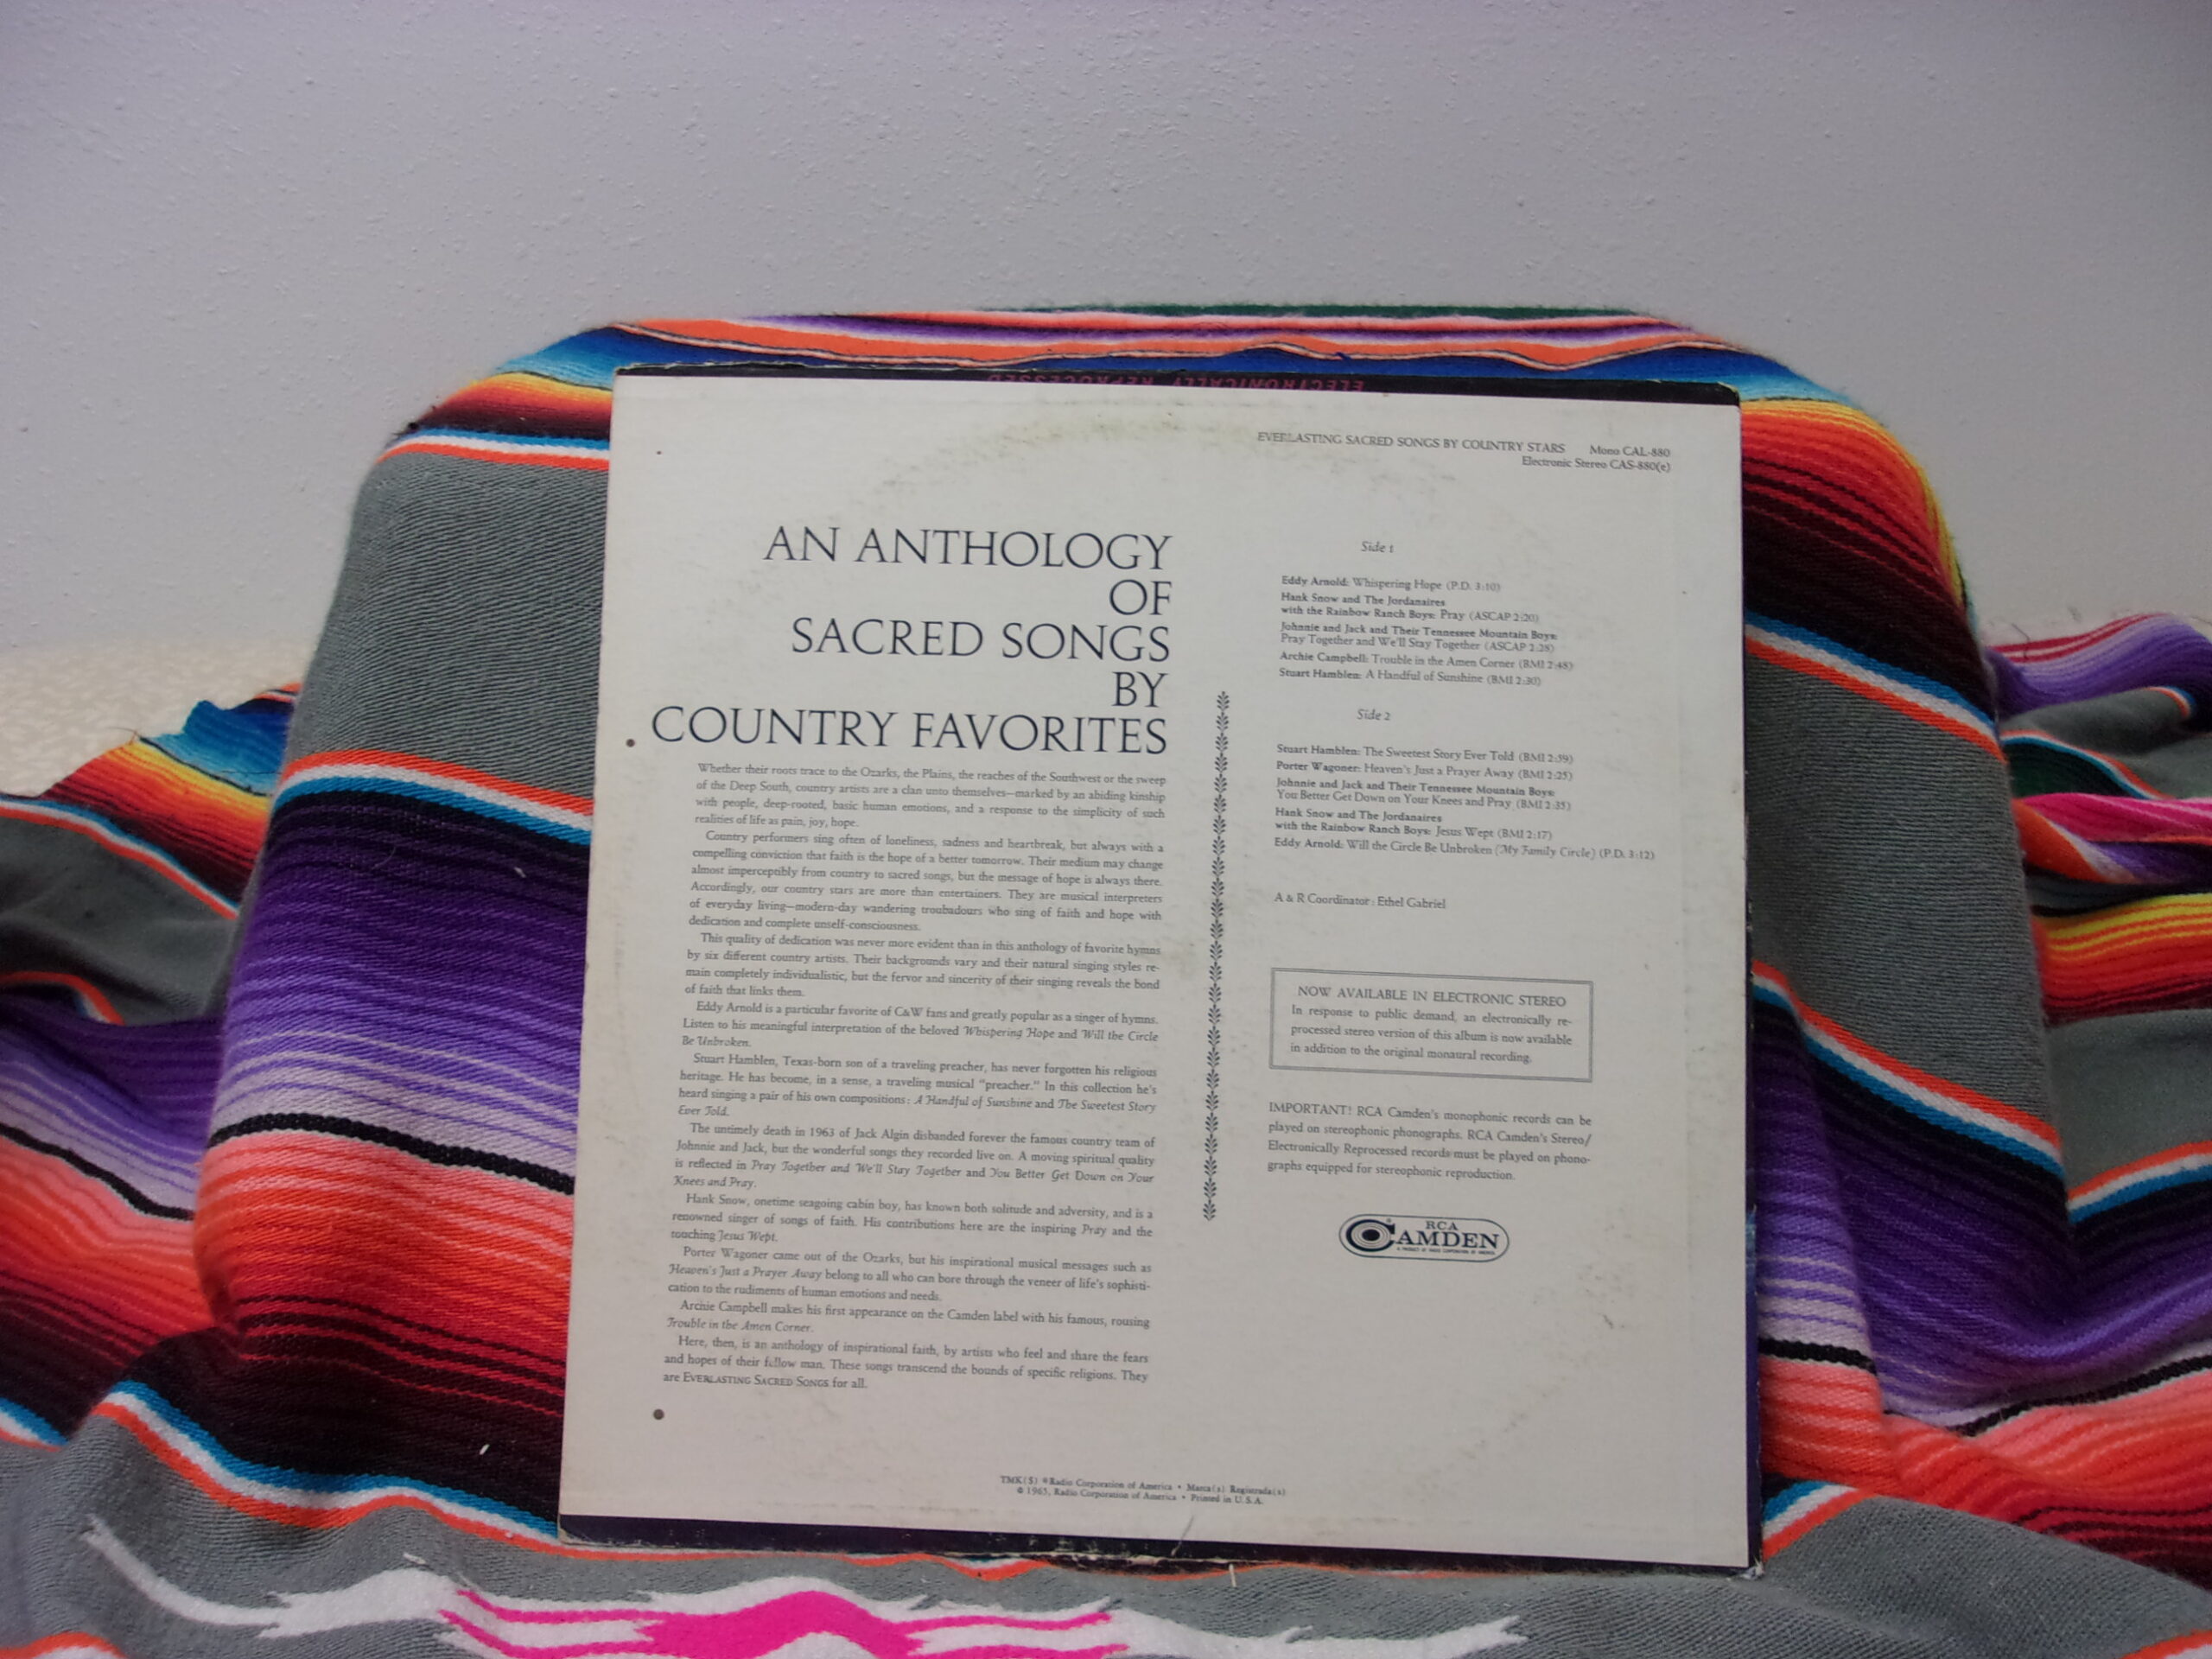 ELECTRONICALLY REPROCESSED
EVERLASTING SACRED SONGS BY COUNTRY STARS Mono CAL-880
Electronic Stereo CAS-880(e)
AN ANTHOLOGY
OF
SACRED SONGS
BY
COUNTRY FAVORITES
Whether their roots trace to the Ozarks, the Plains, the reaches of the Southwest or the sweep
of the Deep South, country artists are a clan unto themselves—marked by an abiding kinship
with people, deep-rooted, basic human emotions, and a response to the simplicity of such
realities of life as pain, joy, hope.
Country performers sing often of loneliness, sadness and heartbreak, but always with a
compelling conviction that faith is the hope of a better tomorrow. Their medium may change
almost imperceptibly from country to sacred songs, but the message of hope is always there.
Accordingly, our country stars are more than entertainers. They are musical interpreters
of everyday living—modern-day wandering troubadours who sing of faith and hope with
dedication and complete unself-consciousness.
This quality of dedication was never more evident than in this anthology of favorite hymns
by six different country artists. Their backgrounds vary and their natural singing styles re-
main completely individualistic, but the fervor and sincerity of their singing reveals the bond
of faith that links them.
Eddy Arnold is a particular favorite of C&W fans and greatly popular as a singer of hymns.
Listen to his meaningful interpretation of the beloved Whispering Hope and Will the Circle
Be Unbroken.
Stuart Hamblen, Texas-born son of a traveling preacher, has never forgotten his religious
heritage. He has become, in a sense, a traveling musical "preacher." In this collection he's
heard singing a pair of his own compositions: A Handful of Sunshine and The Sweetest Story
Ever Told.
The untimely death in 1963 of Jack Algin disbanded forever the famous country team of
Johnnie and Jack, but the wonderful songs they recorded live on. A moving spiritual quality
is reflected in Pray Together and We'll Stay Together and You Better Get Down on Your
Knees and Pray.
Hank Snow, onetime seagoing cabin boy, has known both solitude and adversity, and is a
renowned singer of songs of faith. His contributions here are the inspiring Pray and the
touching Jesus Wept.
Porter Wagoner came out of the Ozarks, but his inspirational musical messages such as
Heaven's Just a Prayer Away belong to all who can bore through the veneer of life's sophisti-
cation to the rudiments of human emotions and needs.
Archie Campbell makes his first appearance on the Camden label with his famous, rousing
Trouble in the Amen Corner.
Here, then, is an anthology of inspirational faith, by artists who feel and share the fears
and hopes of their fellow man. These songs transcend the bounds of specific religions. They
are EVERLASTING SACRED SONGS for all.
Side 1
Eddy Arnold: Whispering Hope (P.D. 3:10)
Hank Snow and The Jordanaires
with the Rainbow Ranch Boys: Pray (ASCAP 2:20)
Johnnie and Jack and Their Tennessee Mountain Boys:
Pray Together and We'll Stay Together (ASCAP 2:28)
Archie Campbell: Trouble in the Amen Corner (BMI 2:48)
Stuart Hamblen: A Handful of Sunshine (BMI 2:30)
Side 2
Stuart Hamblen: The Sweetest Story Ever Told (BMI 2:59)
Porter Wagoner: Heaven's Just a Prayer Away (BMI 2:25)
Johnnie and Jack and Their Tennessee Mountain Boys:
You Better Get Down on Your Knees and Pray (BMI 2:35)
Hank Snow and The Jordanaires
with the Rainbow Ranch Boys: Jesus Wept (BMI 2:17)
Eddy Arnold: Will the Circle Be Unbroken (My Family Circle) (P.D. 3:12)
A & R Coordinator: Ethel Gabriel
NOW AVAILABLE IN ELECTRONIC STEREO
In response to public demand, an electronically re-
processed stereo version of this album is now available
in addition to the original monaural recording.
IMPORTANT! RCA Camden's monophonic records can be
played on stereophonic phonographs. RCA Camden's Stereo/
Electronically Reprocessed records must be played on phono-
graphs equipped for stereophonic reproduction.
RCA
CAMDEN
TMK(S) ®Radio Corporation of America • Marca(s) Registrada(s)
© 1965, Radio Corporation of America • Printed in U.S.A.